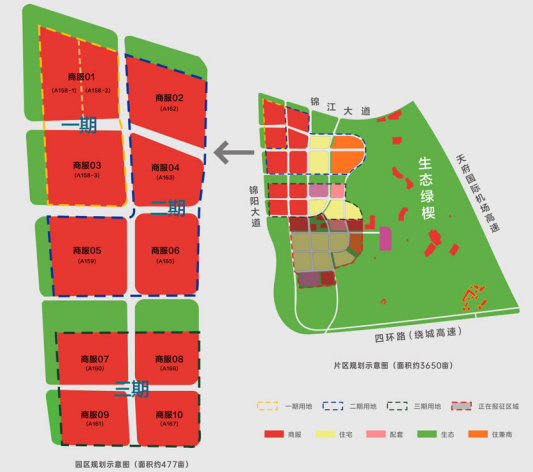 商服01
(A158-1)
(A158-2)
商服02
(A162)
一期
商服03
(A158-3)
商服04
(A163)
二期
商服05
(A159)
商服06
(A165)
商服07
(A160)
商服08
(A166)
三期
商服09
(A161)
商服10
(A167)
园区规划示意图（面积约477亩）
锦江大道
锦阳大道
生态绿楔
天府国际机场高速
四环路（绕城高速）
片区规划示意图（面积约3650亩）
一期用地
二期用地
三期用地
正在报征区域
商服
住宅
配套
生态
住兼商